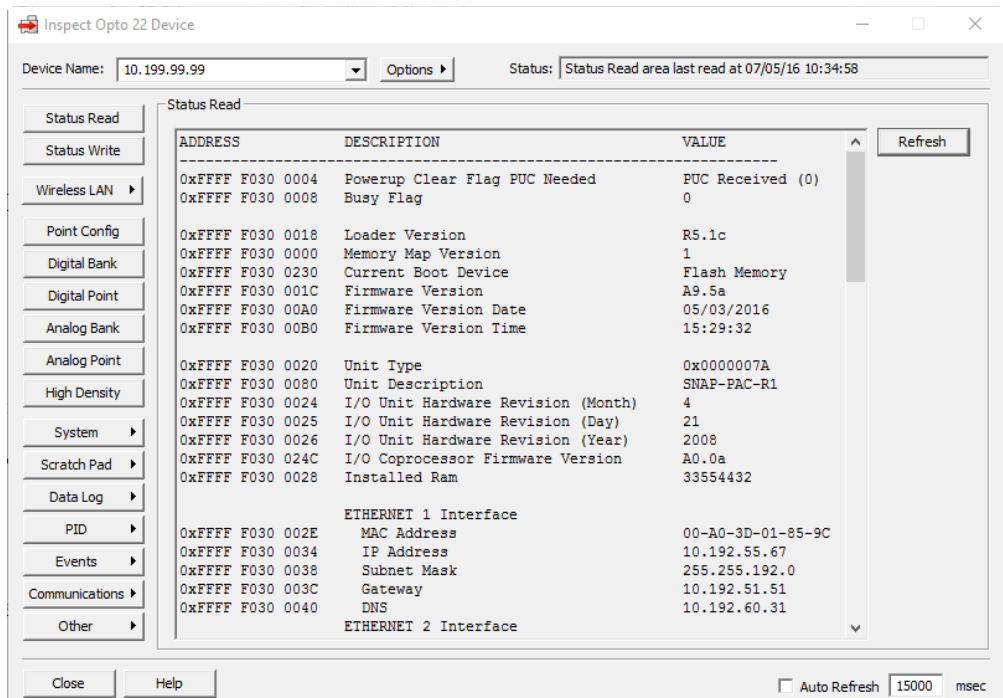 Inspect Opto 22 Device
Device Name: 10.199.99.99 Options Status: Status Read area last read at 07/05/16 10:34:58
Status Read
Status Write
Wireless LAN
Point Config
Digital Bank
Digital Point
Analog Bank
Analog Point
High Density
System
Scratch Pad
Data Log
PID
Events
Communications
Other
Status Read
ADDRESS DESCRIPTION VALUE
--------------------------------------------------------------------------
0xFFFF F030 0004 Powerup Clear Flag PUC Needed PUC Received (0)
0xFFFF F030 0008 Busy Flag 0
0xFFFF F030 0018 Loader Version R5.1c
0xFFFF F030 0000 Memory Map Version 1
0xFFFF F030 0230 Current Boot Device Flash Memory
0xFFFF F030 001C Firmware Version A9.5a
0xFFFF F030 00A0 Firmware Version Date 05/03/2016
0xFFFF F030 00B0 Firmware Version Time 15:29:32
0xFFFF F030 0020 Unit Type 0x0000007A
0xFFFF F030 0080 Unit Description SNAP-PAC-R1
0xFFFF F030 0024 I/O Unit Hardware Revision (Month) 4
0xFFFF F030 0025 I/O Unit Hardware Revision (Day) 21
0xFFFF F030 0026 I/O Unit Hardware Revision (Year) 2008
0xFFFF F030 024C I/O Coprocessor Firmware Version A0.0a
0xFFFF F030 0028 Installed Ram 33554432
ETHERNET 1 Interface
0xFFFF F030 002E MAC Address 00-A0-3D-01-85-9C
0xFFFF F030 0034 IP Address 10.192.55.67
0xFFFF F030 0038 Subnet Mask 255.255.192.0
0xFFFF F030 003C Gateway 10.192.51.51
0xFFFF F030 0040 DNS 10.192.60.31
ETHERNET 2 Interface
Refresh
Close Help Auto Refresh 15000 msec